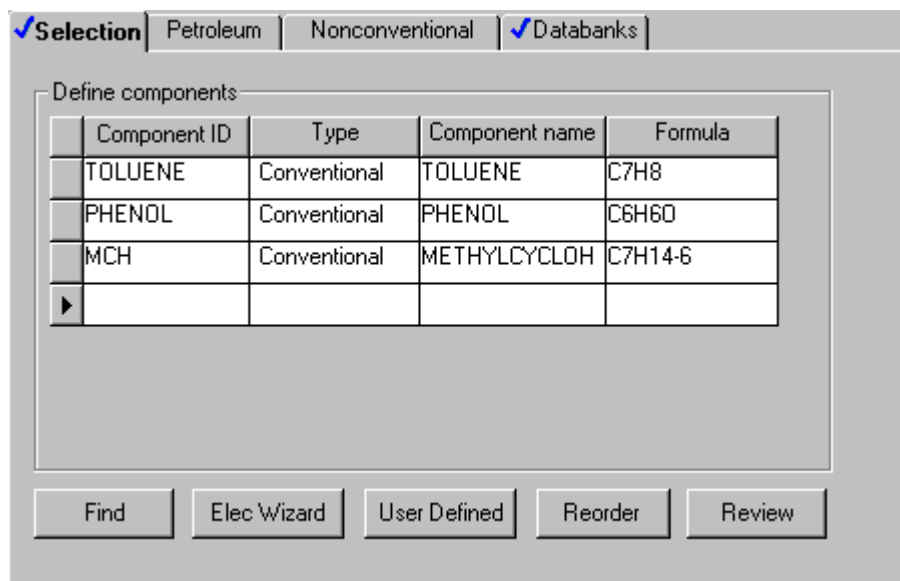 Selection Petroleum Nonconventional Databanks
Define components
Component ID Type Component name Formula
TOLUENE Conventional TOLUENE C7H8
PHENOL Conventional PHENOL C6H6O
MCH Conventional METHYLCYCLOH C7H14-6
Find Elec Wizard User Defined Reorder Review